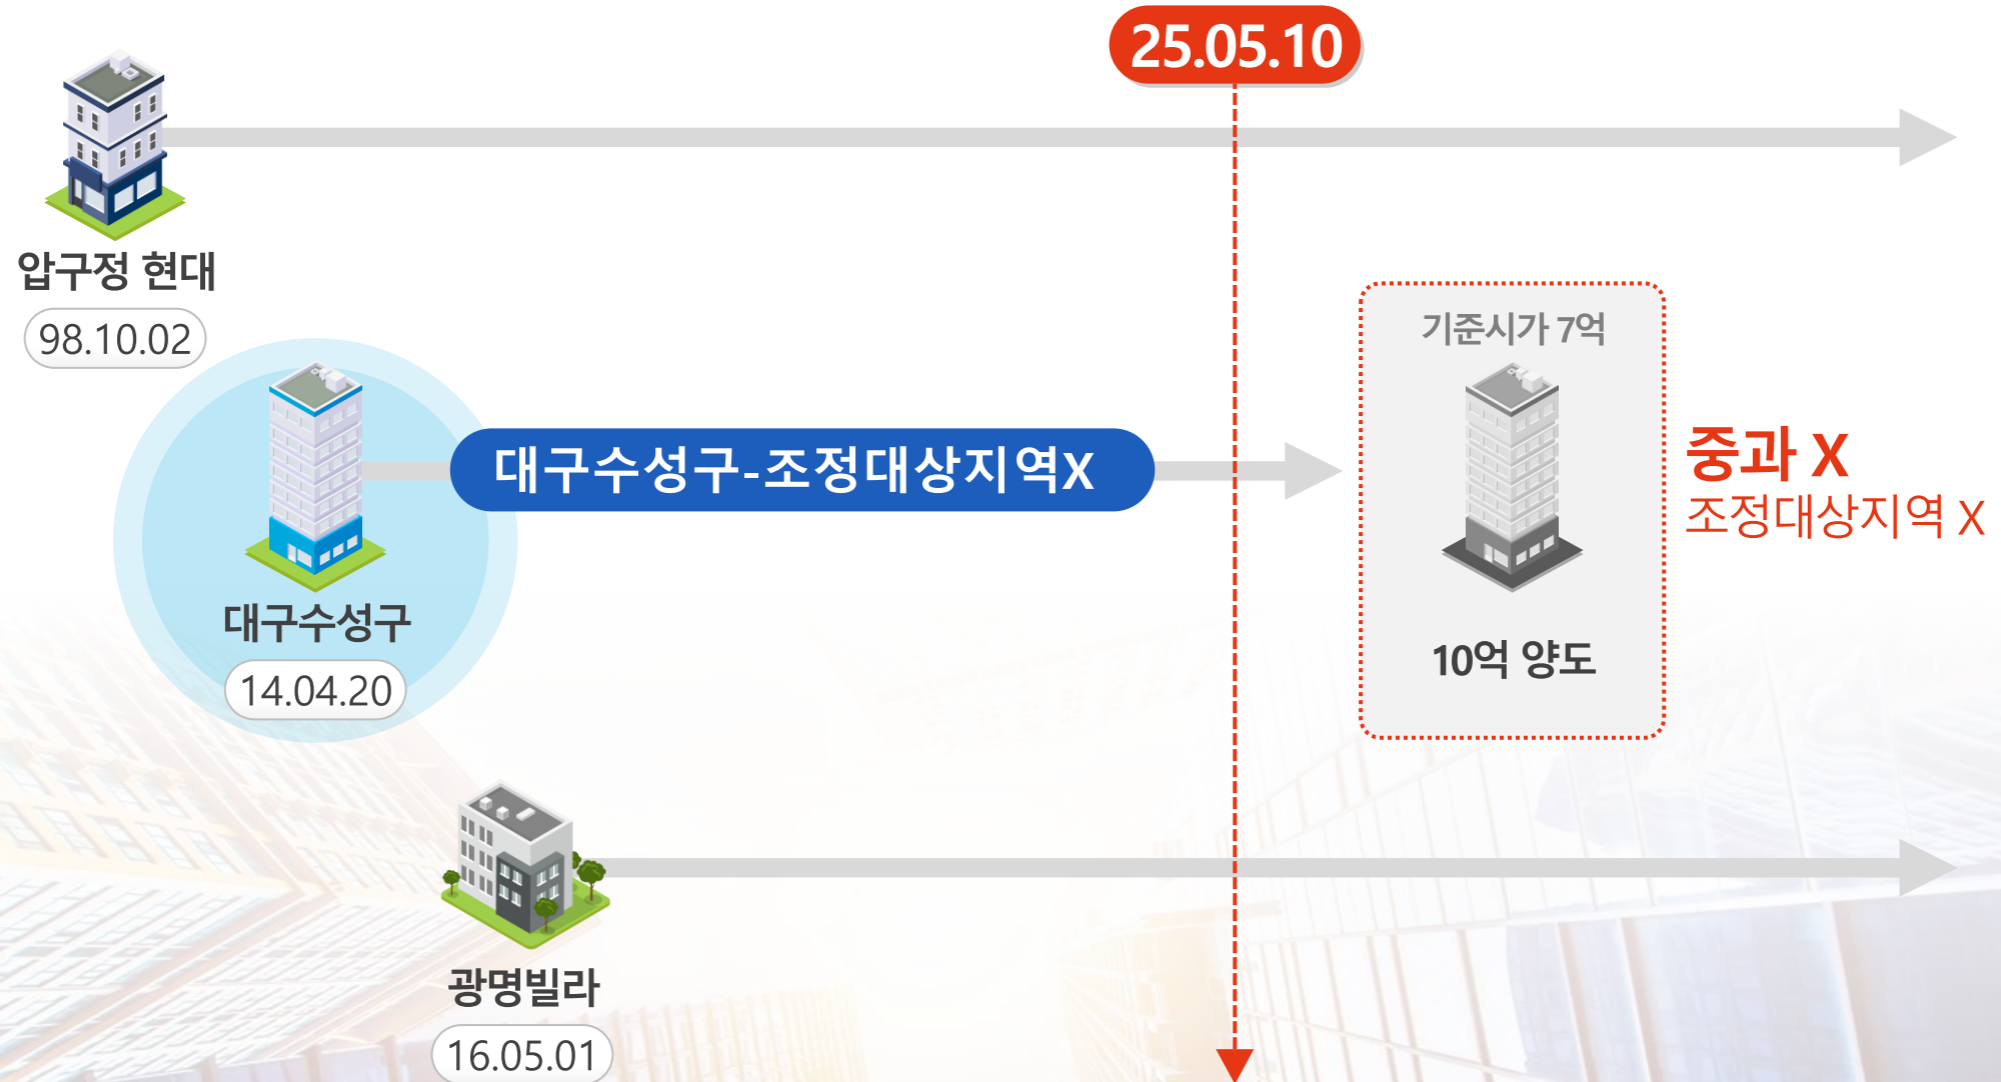 25.05.10
압구정 현대
98.10.02
기준시가 7억
대구수성구-조정대상지역X
중과 X
조정대상지역 X
대구수성구
14.04.20
10억 양도
광명빌라
16.05.01